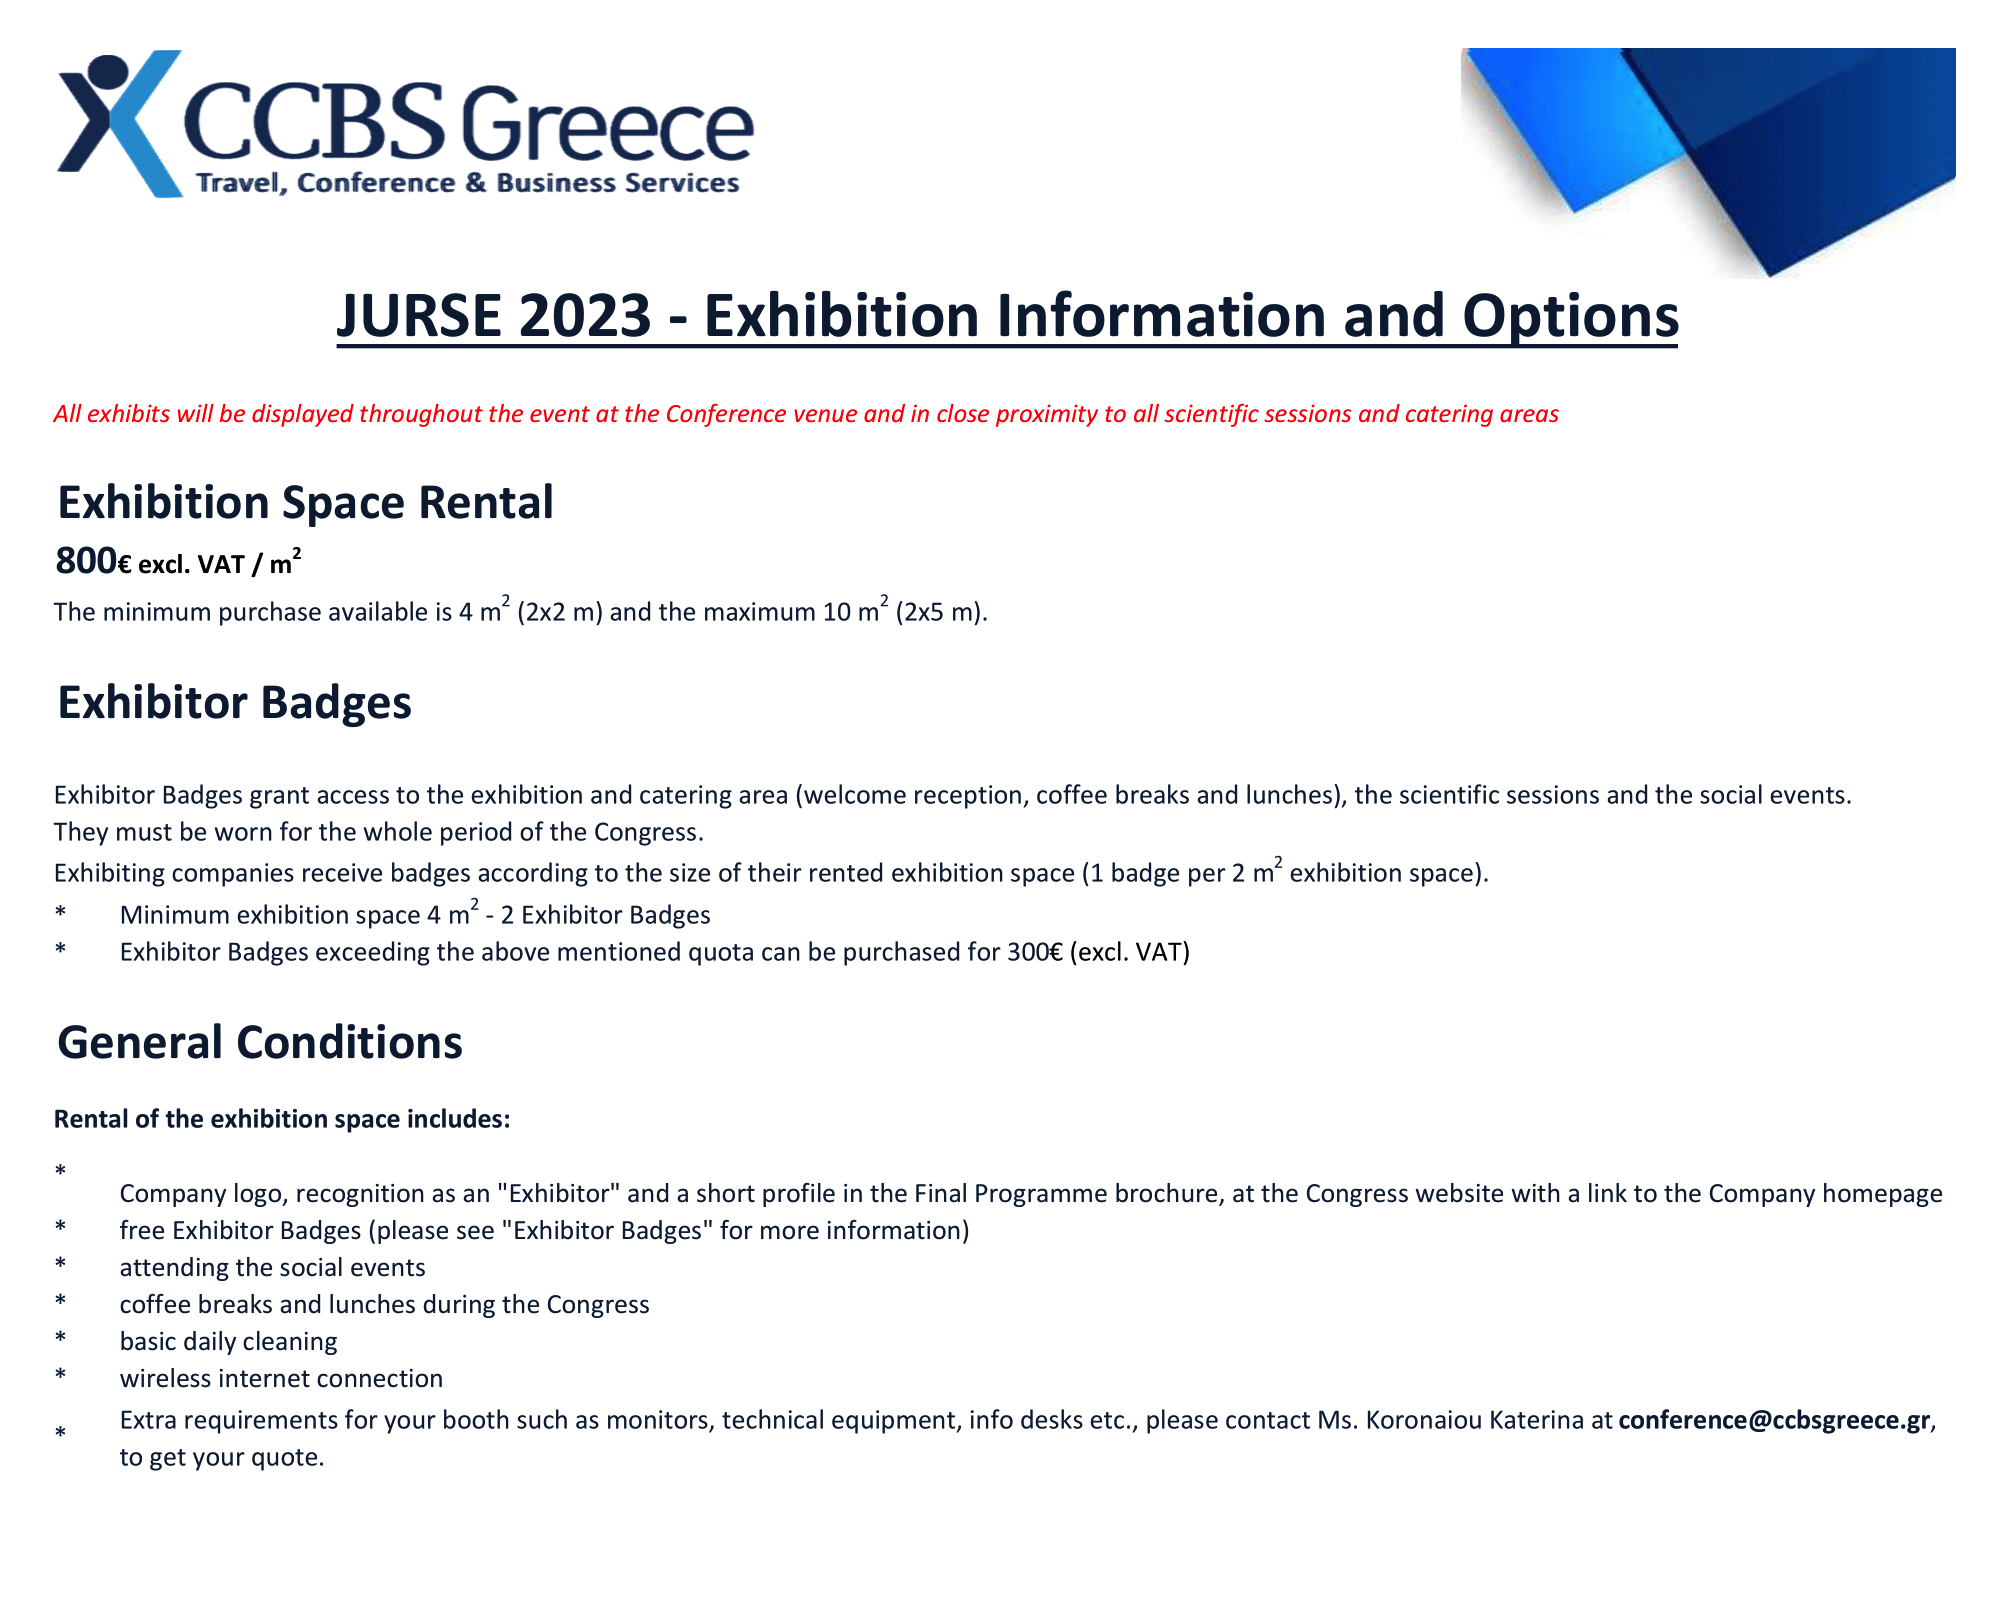 CCBS Greece
Travel, Conference & Business Services
JURSE 2023 - Exhibition Information and Options
All exhibits will be displayed throughout the event at the Conference venue and in close proximity to all scientific sessions and catering areas
Exhibition Space Rental
800€ excl. VAT / m²
The minimum purchase available is 4 m² (2x2 m) and the maximum 10 m² (2x5 m).
Exhibitor Badges
Exhibitor Badges grant access to the exhibition and catering area (welcome reception, coffee breaks and lunches), the scientific sessions and the social events.
They must be worn for the whole period of the Congress.
Exhibiting companies receive badges according to the size of their rented exhibition space (1 badge per 2 m² exhibition space).
* Minimum exhibition space 4 m² - 2 Exhibitor Badges
* Exhibitor Badges exceeding the above mentioned quota can be purchased for 300€ (excl. VAT)
General Conditions
Rental of the exhibition space includes:
* Company logo, recognition as an "Exhibitor" and a short profile in the Final Programme brochure, at the Congress website with a link to the Company homepage
* free Exhibitor Badges (please see "Exhibitor Badges" for more information)
* attending the social events
* coffee breaks and lunches during the Congress
* basic daily cleaning
* wireless internet connection
* Extra requirements for your booth such as monitors, technical equipment, info desks etc., please contact Ms. Koronaiou Katerina at conference@ccbsgreece.gr,
to get your quote.